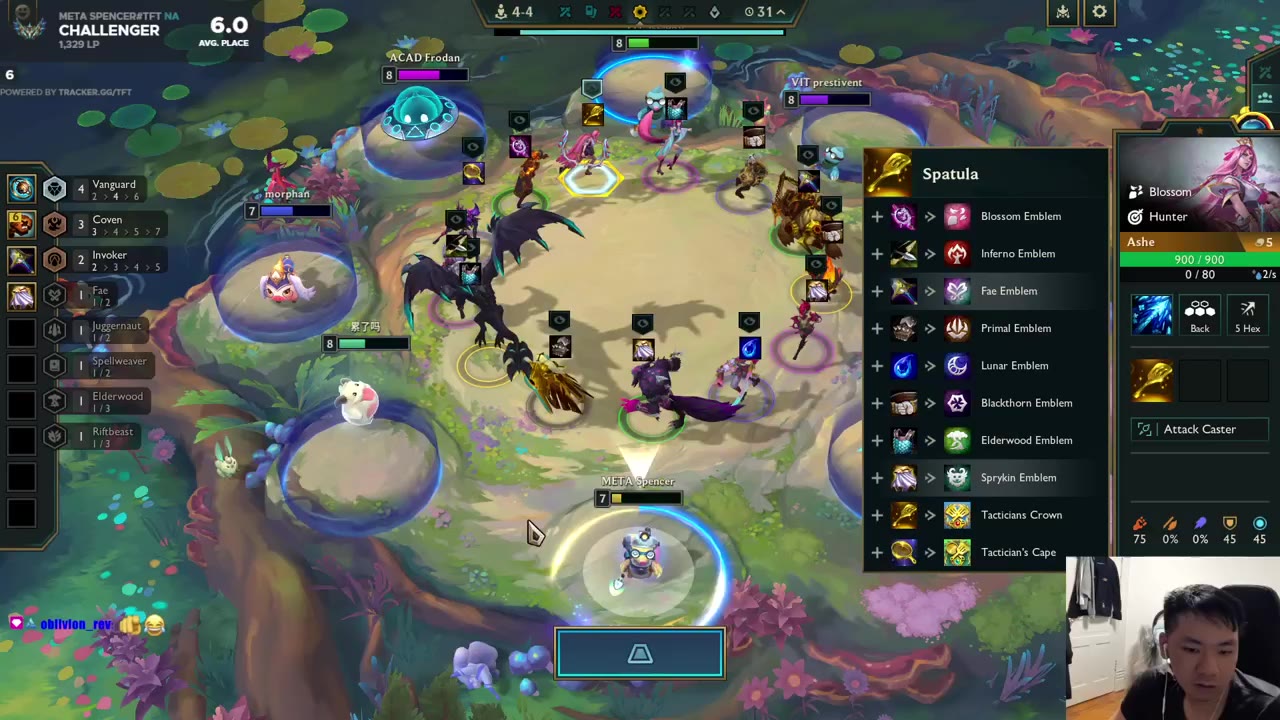 META SPENCER#TFT NA
CHALLENGER
1,329 LP
6.0
AVG. PLACE
6
POWERED BY TRACKER.GG/TFT
4-4
31
8
ACAD Frodan
8
VIT prestivent
8
morphan
7
累了吗
8
META Spencer
7
4 Vanguard
2 > 4 > 6
3 Coven
3 > 4 > 5 > 7
2 Invoker
2 > 3 > 4 > 5
1 Fae
1 / 2
1 Juggernaut
1 / 2
1 Spellweaver
1 / 2
1 Elderwood
1 / 3
1 Riftbeast
1 / 3
Spatula
+ > Blossom Emblem
+ > Inferno Emblem
+ > Fae Emblem
+ > Primal Emblem
+ > Lunar Emblem
+ > Blackthorn Emblem
+ > Elderwood Emblem
+ > Sprykin Emblem
+ > Tacticians Crown
+ > Tactician's Cape
Blossom
Hunter
Ashe
5
900 / 900
0 / 80
2/s
Back
5 Hex
Attack Caster
75 0% 0% 45 45
oblivion_rev